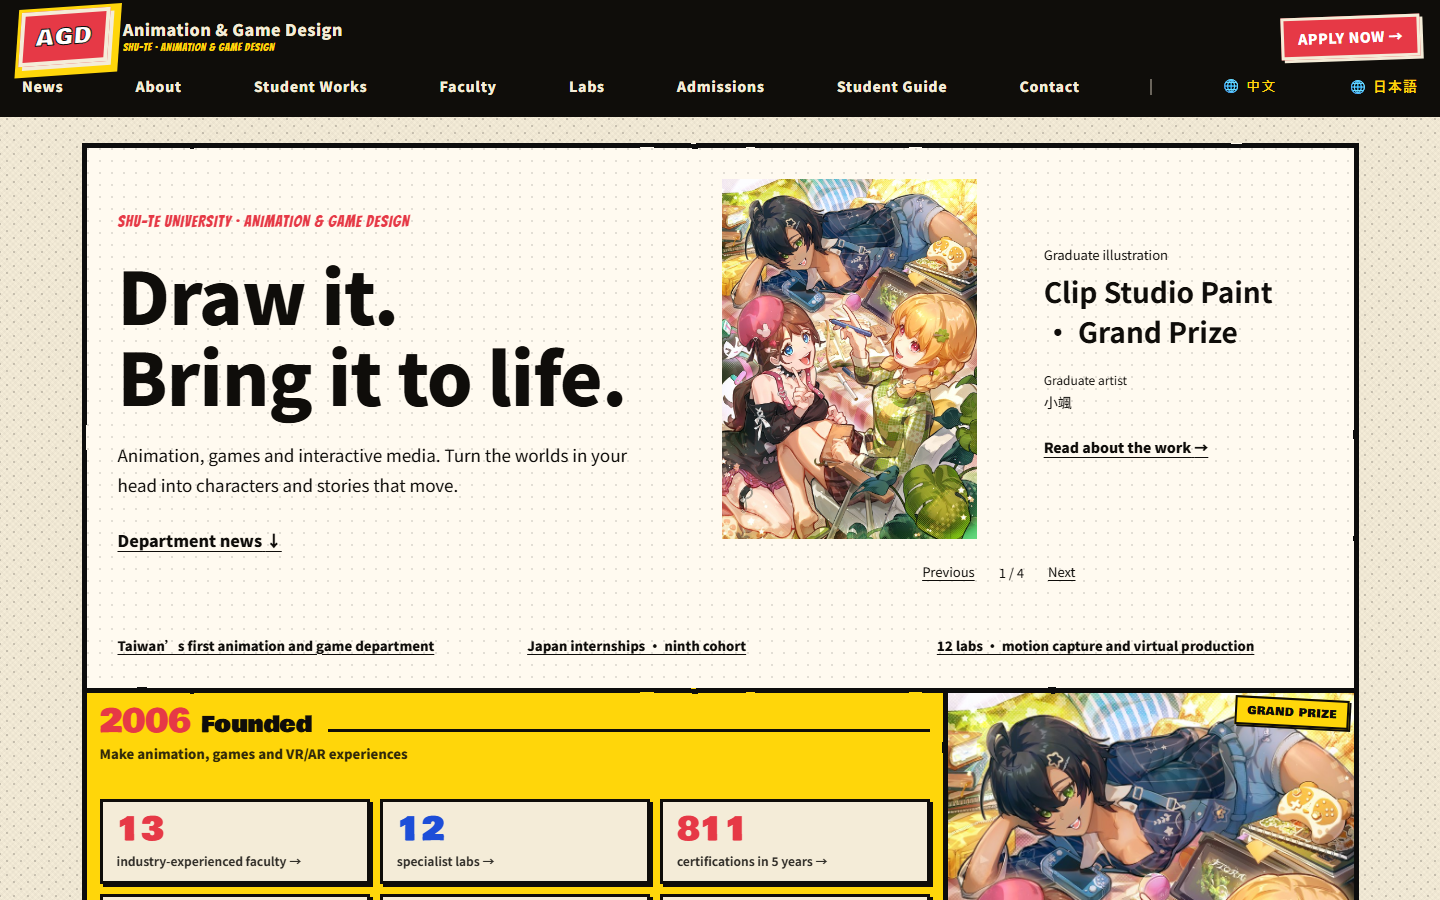 AGD
Animation & Game Design
SHU-TE · ANIMATION & GAME DESIGN
APPLY NOW →
News
About
Student Works
Faculty
Labs
Admissions
Student Guide
Contact
中文
日本語
SHU-TE UNIVERSITY · ANIMATION & GAME DESIGN
Draw it.
Bring it to life.
Animation, games and interactive media. Turn the worlds in your
head into characters and stories that move.
Department news ↓
Graduate illustration
Clip Studio Paint
・ Grand Prize
Graduate artist
小颯
Read about the work →
Previous
1 / 4
Next
Taiwan’s first animation and game department
Japan internships・ninth cohort
12 labs・motion capture and virtual production
2006 Founded
Make animation, games and VR/AR experiences
13
industry-experienced faculty →
12
specialist labs →
811
certifications in 5 years →
GRAND PRIZE